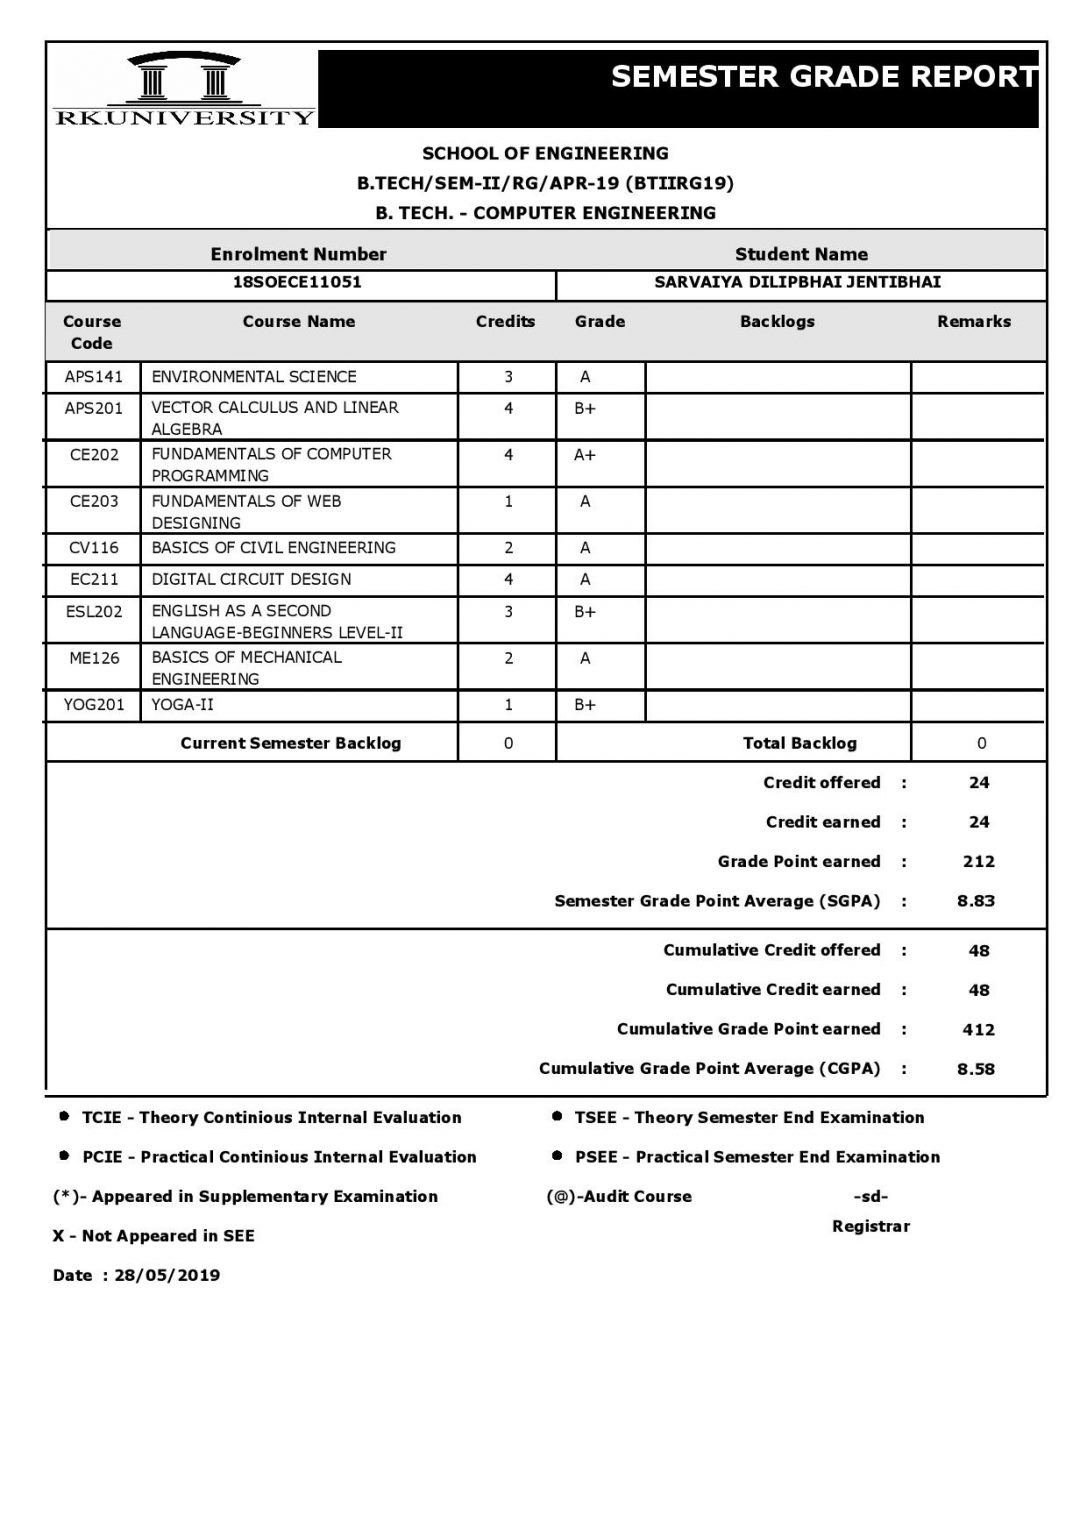 RK.UNIVERSITY
SEMESTER GRADE REPORT
SCHOOL OF ENGINEERING
B.TECH/SEM-II/RG/APR-19 (BTIIRG19)
B. TECH. - COMPUTER ENGINEERING
Enrolment Number Student Name
18SOECE11051 SARVAIYA DILIPBHAI JENTIBHAI
Course Course Name Credits Grade Backlogs Remarks
Code
APS141 ENVIRONMENTAL SCIENCE 3 A
APS201 VECTOR CALCULUS AND LINEAR 4 B+
ALGEBRA
CE202 FUNDAMENTALS OF COMPUTER 4 A+
PROGRAMMING
CE203 FUNDAMENTALS OF WEB 1 A
DESIGNING
CV116 BASICS OF CIVIL ENGINEERING 2 A
EC211 DIGITAL CIRCUIT DESIGN 4 A
ESL202 ENGLISH AS A SECOND 3 B+
LANGUAGE-BEGINNERS LEVEL-II
ME126 BASICS OF MECHANICAL 2 A
ENGINEERING
YOG201 YOGA-II 1 B+
Current Semester Backlog 0 Total Backlog 0
Credit offered : 24
Credit earned : 24
Grade Point earned : 212
Semester Grade Point Average (SGPA) : 8.83
Cumulative Credit offered : 48
Cumulative Credit earned : 48
Cumulative Grade Point earned : 412
Cumulative Grade Point Average (CGPA) : 8.58
● TCIE - Theory Continious Internal Evaluation ● TSEE - Theory Semester End Examination
● PCIE - Practical Continious Internal Evaluation ● PSEE - Practical Semester End Examination
(*)- Appeared in Supplementary Examination (@)-Audit Course -sd-
Registrar
X - Not Appeared in SEE
Date : 28/05/2019